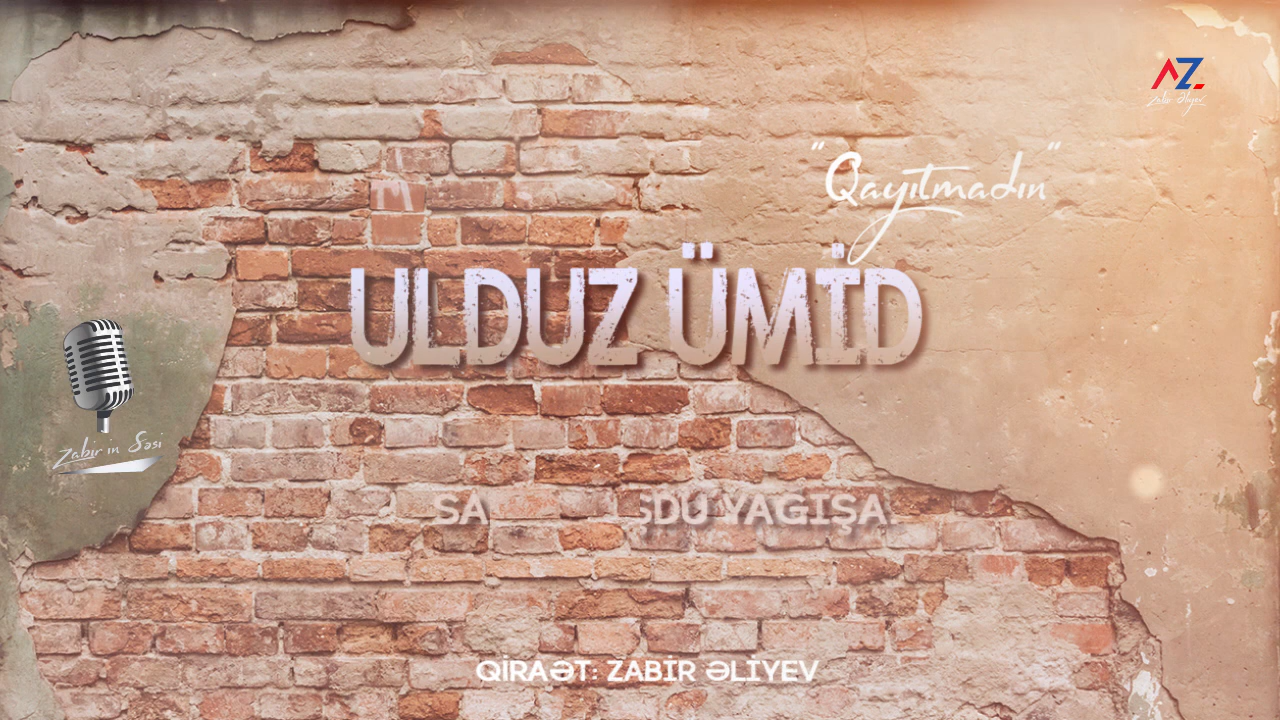 AZ.
Zabir Əliyev
"Qayıtmadın"
ULDUZ ÜMİD
Zabir'in Səsi
QİRAƏT: ZABİR ƏLİYEV